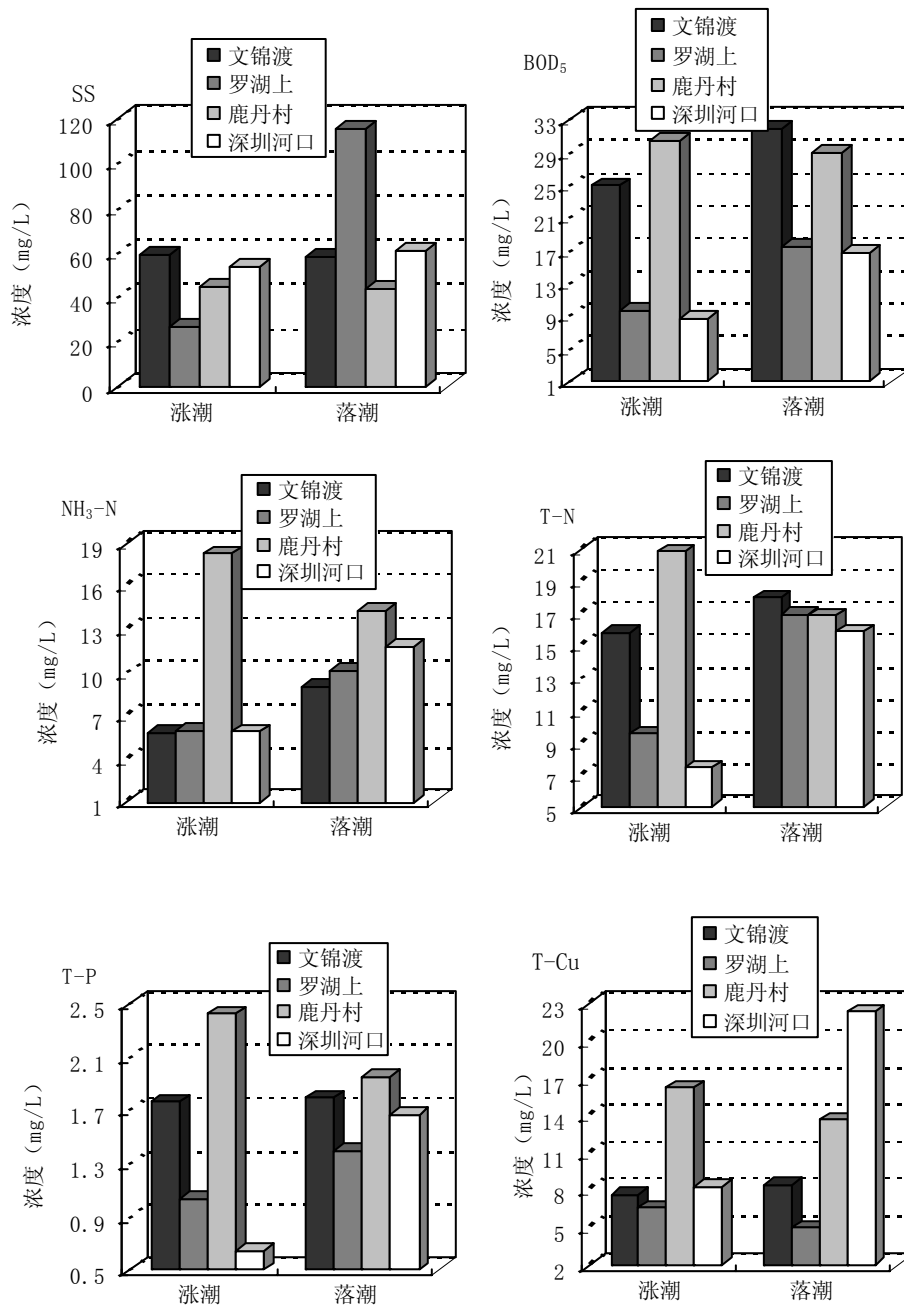 SS
文锦渡
罗湖上
鹿丹村
深圳河口
浓度（mg/L）
120
100
80
60
40
20
0
涨潮 落潮
BOD₅
文锦渡
罗湖上
鹿丹村
深圳河口
浓度（mg/L）
33
29
25
21
17
13
9
5
1
涨潮 落潮
NH₃-N
文锦渡
罗湖上
鹿丹村
深圳河口
浓度（mg/L）
19
16
13
10
7
4
1
涨潮 落潮
T-N
文锦渡
罗湖上
鹿丹村
深圳河口
浓度（mg/L）
21
19
17
15
13
11
9
7
5
涨潮 落潮
T-P
文锦渡
罗湖上
鹿丹村
深圳河口
浓度（mg/L）
2.5
2.1
1.7
1.3
0.9
0.5
涨潮 落潮
T-Cu
文锦渡
罗湖上
鹿丹村
深圳河口
浓度（mg/L）
23
20
17
14
11
8
5
2
涨潮 落潮